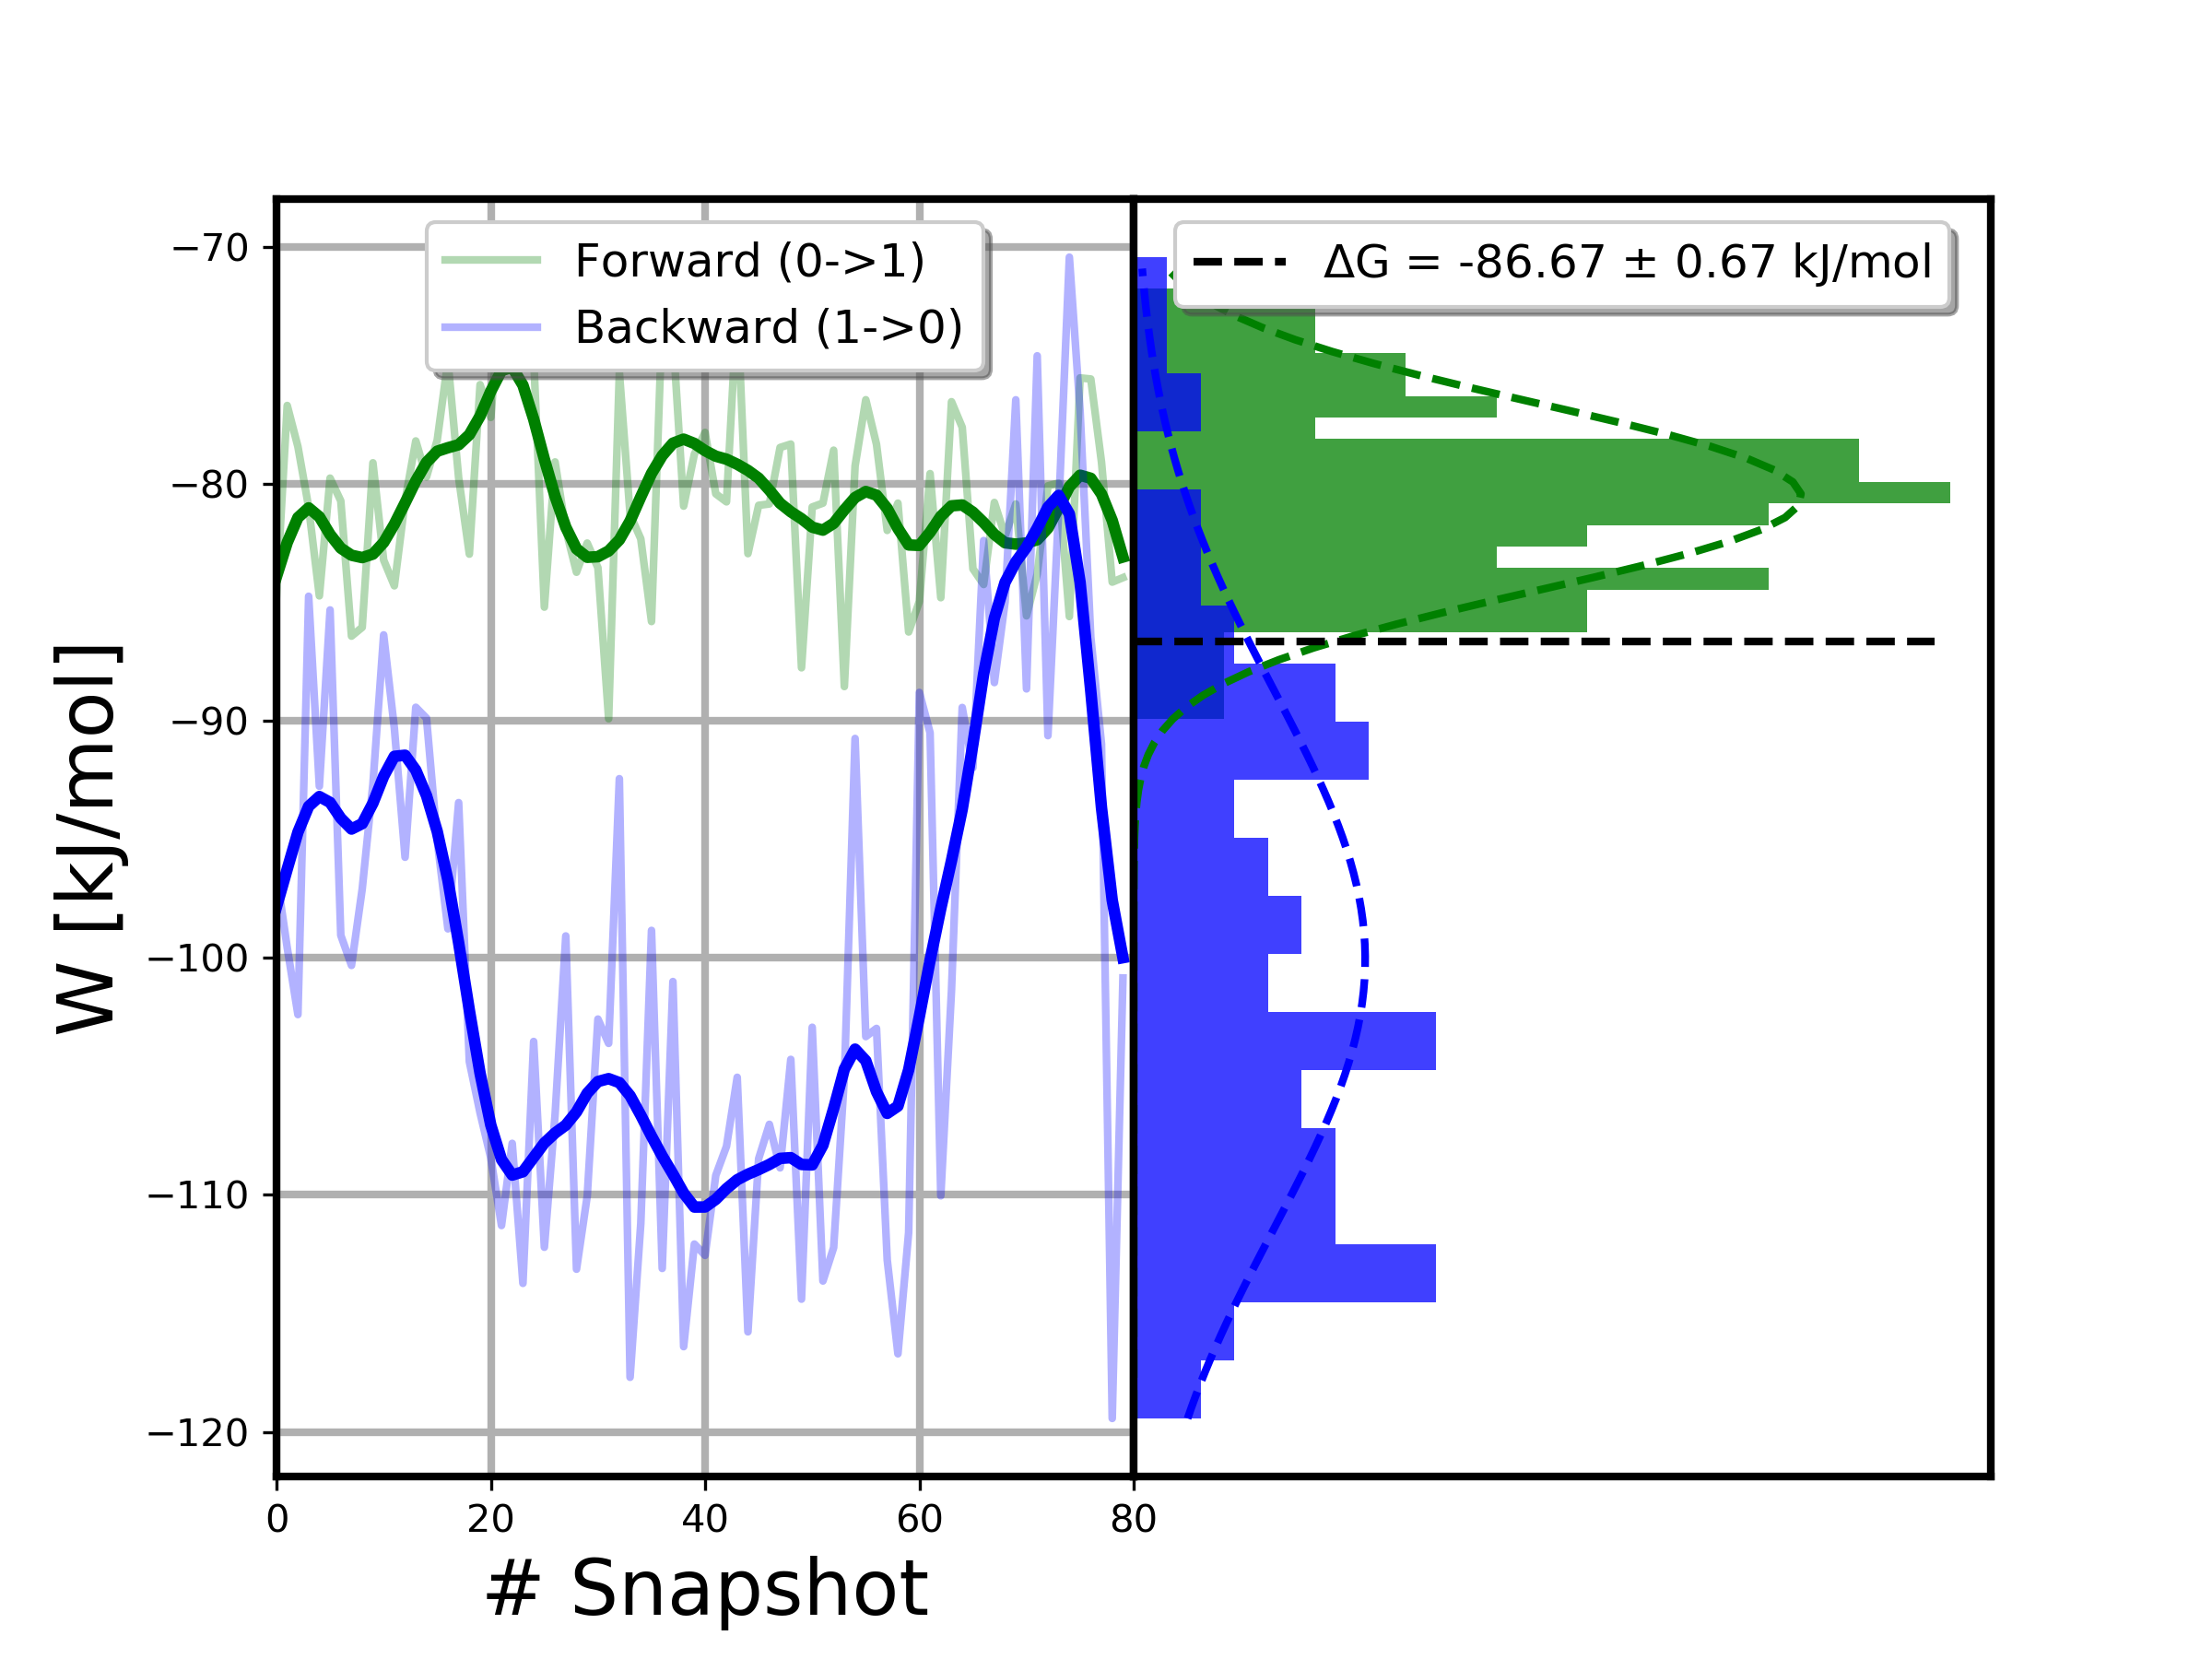 Forward (0->1)
Backward (1->0)
ΔG = -86.67 ± 0.67 kJ/mol
W [kJ/mol]
−70
−80
−90
−100
−110
−120
0 20 40 60 80
# Snapshot